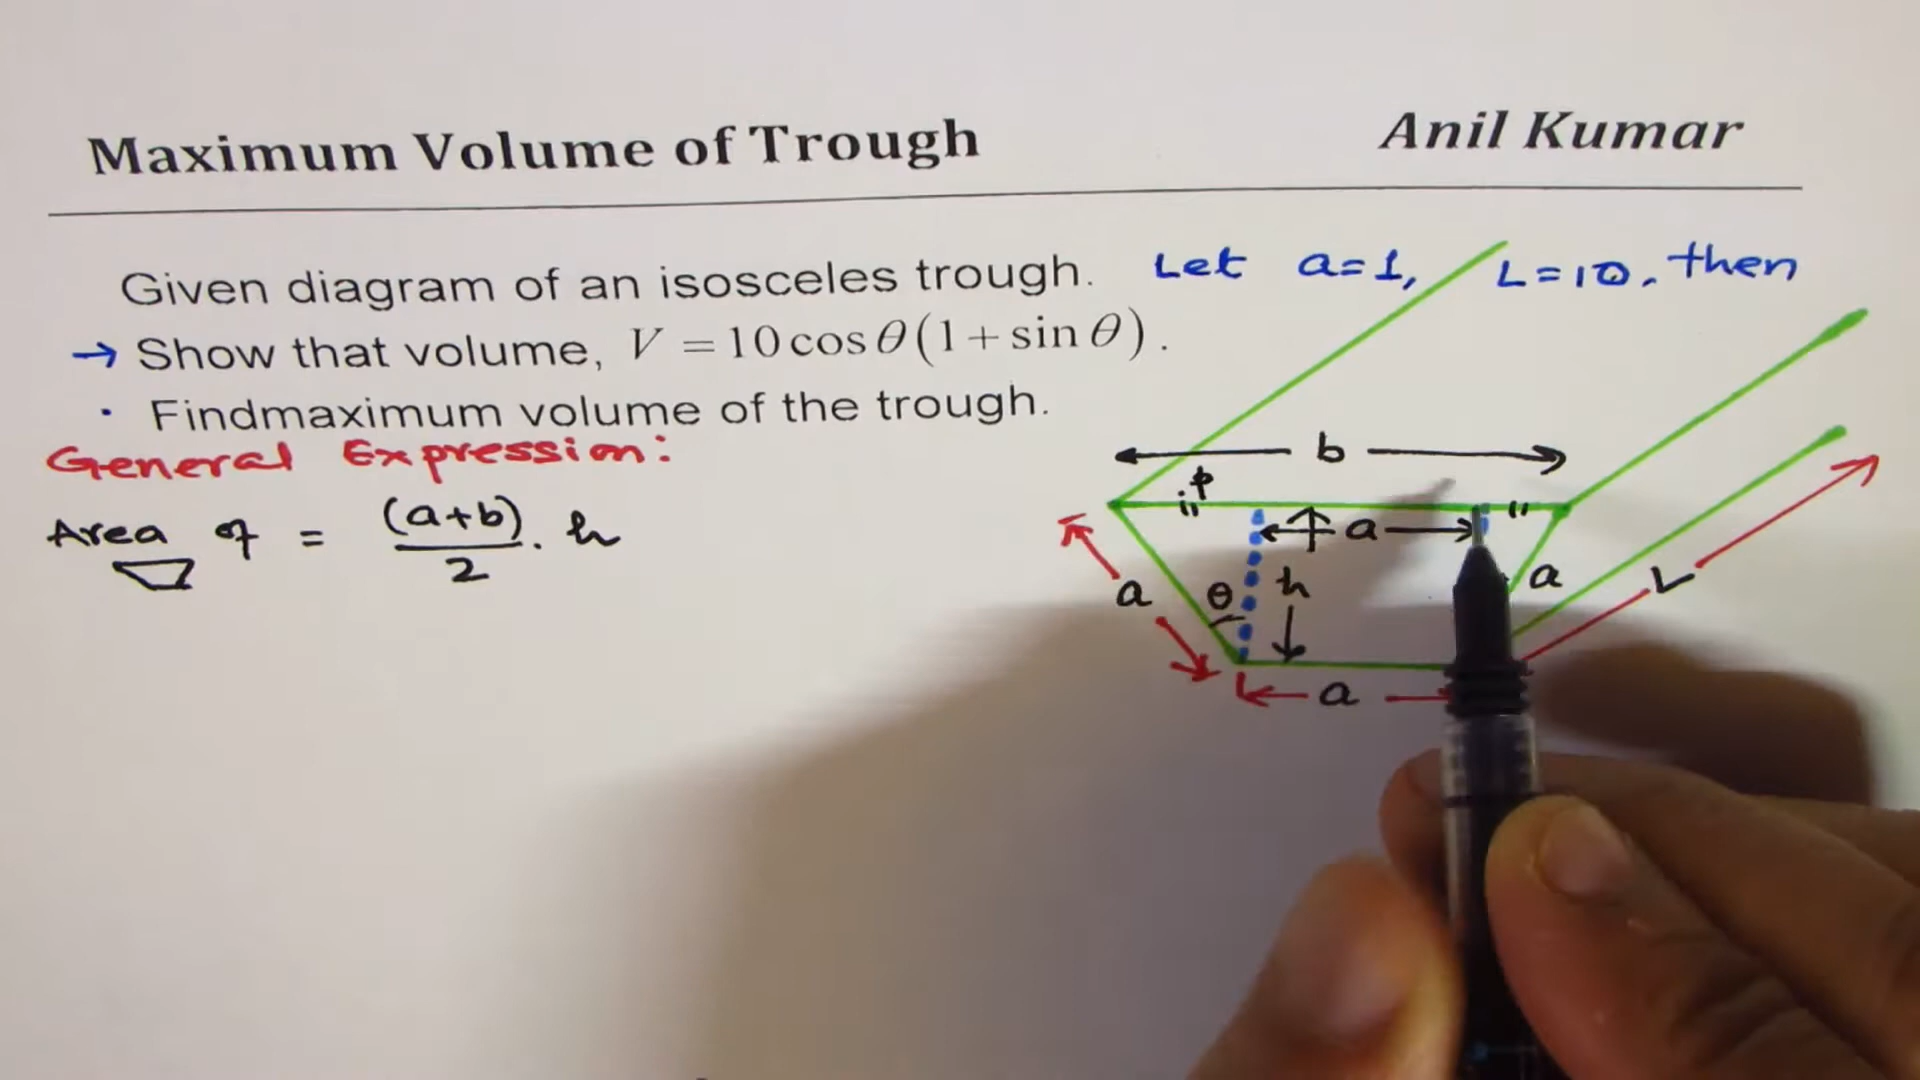 Maximum Volume of Trough
Anil Kumar
Given diagram of an isosceles trough. Let a=1, L=10, then
→ Show that volume, V = 10 cos θ(1 + sin θ).
· Findmaximum volume of the trough.
General Expression:
Area of = (a+b)/2 . h
b
p
a
a
θ
h
a
L
a